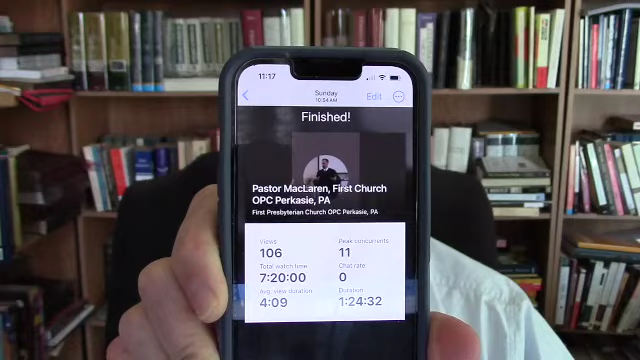 11:17
Sunday
10:54 AM
Edit
Finished!
Pastor MacLaren, First Church
OPC Perkasie, PA
First Presbyterian Church OPC Perkasie, PA
Views
Peak concurrents
106
11
Total watch time
Chat rate
7:20:00
0
Avg. view duration
Duration
4:09
1:24:32